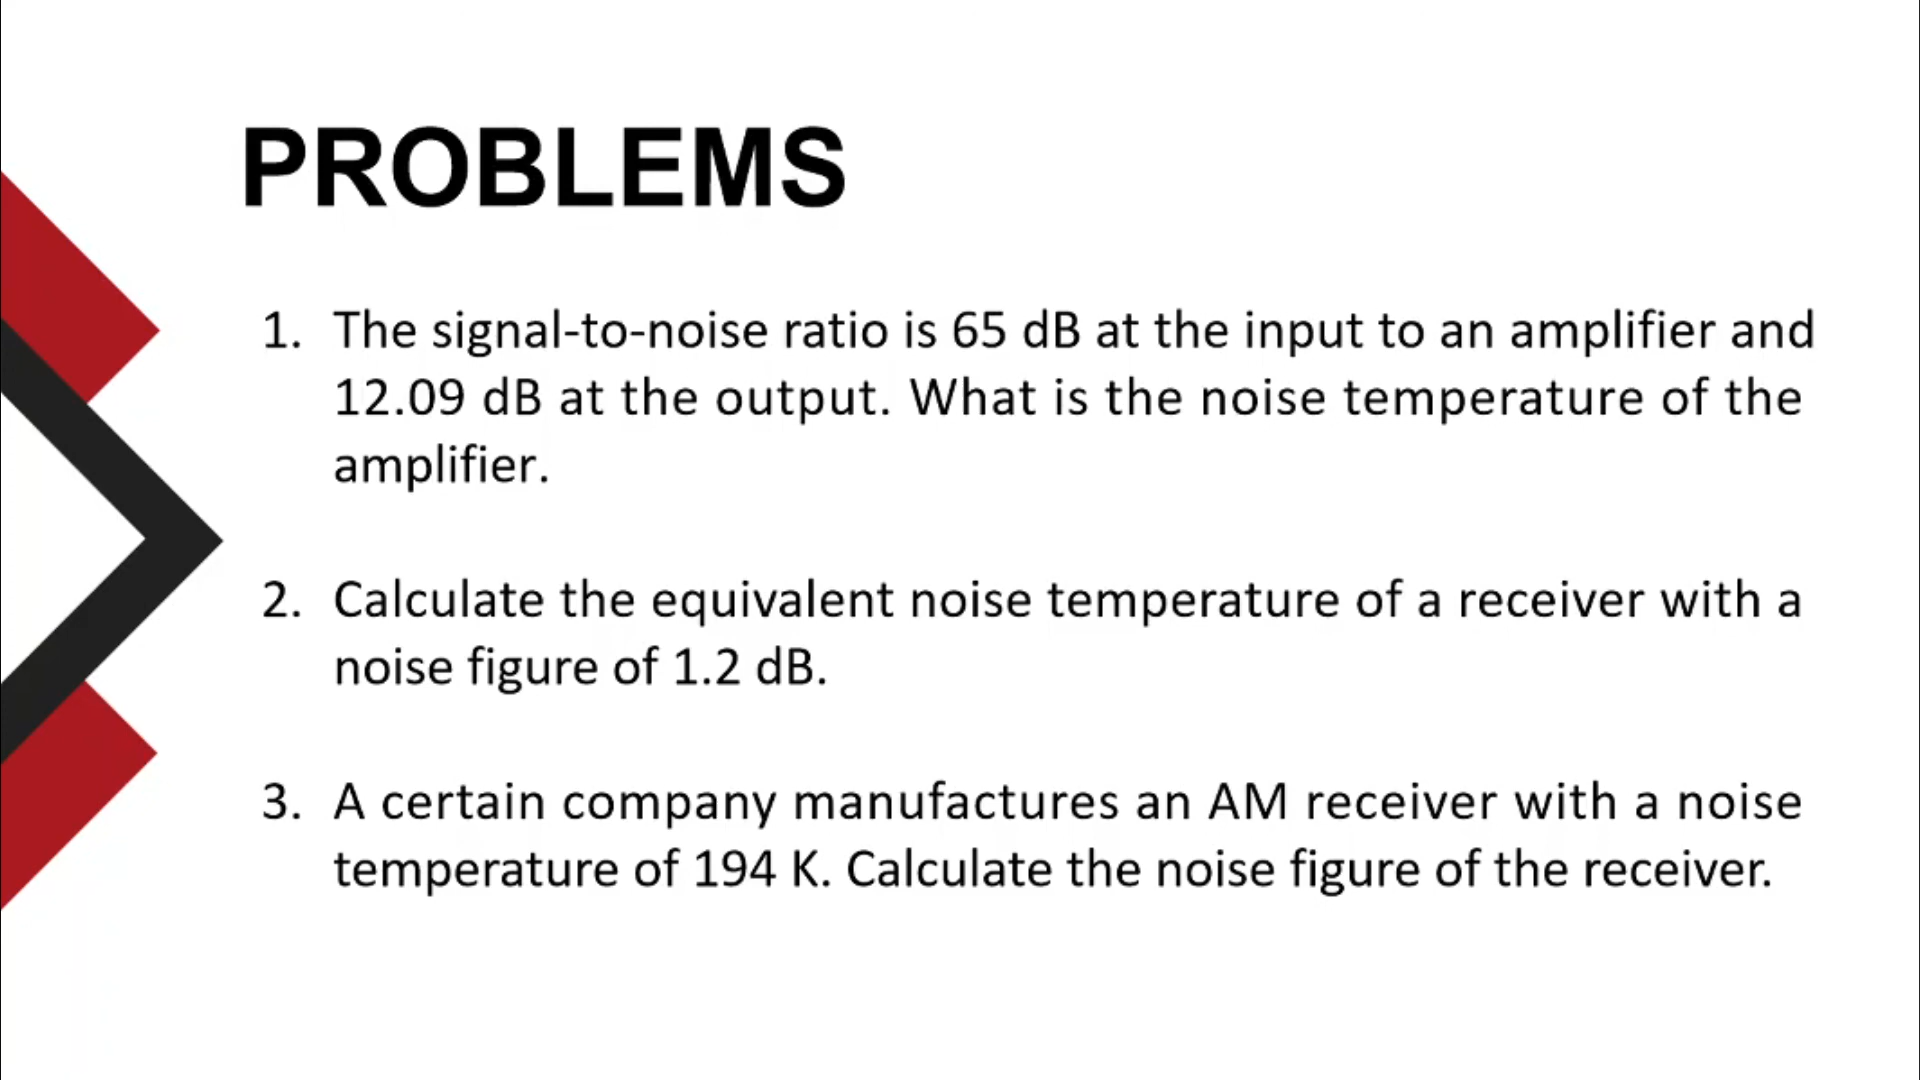 PROBLEMS
1. The signal-to-noise ratio is 65 dB at the input to an amplifier and
12.09 dB at the output. What is the noise temperature of the
amplifier.
2. Calculate the equivalent noise temperature of a receiver with a
noise figure of 1.2 dB.
3. A certain company manufactures an AM receiver with a noise
temperature of 194 K. Calculate the noise figure of the receiver.